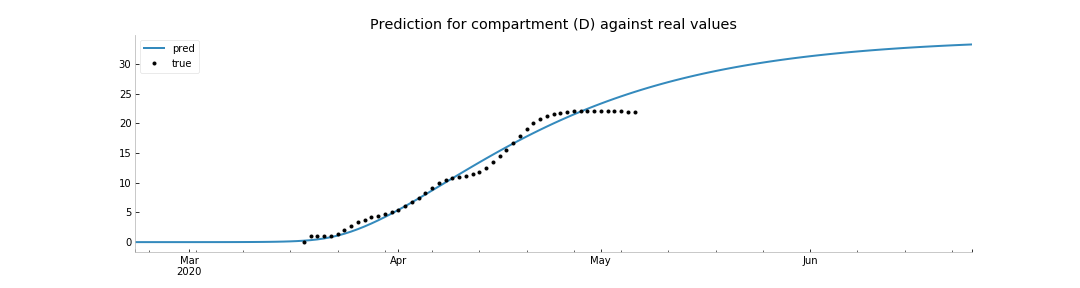 Prediction for compartment (D) against real values
pred
true
30
25
20
15
10
5
0
Mar
2020
Apr
May
Jun